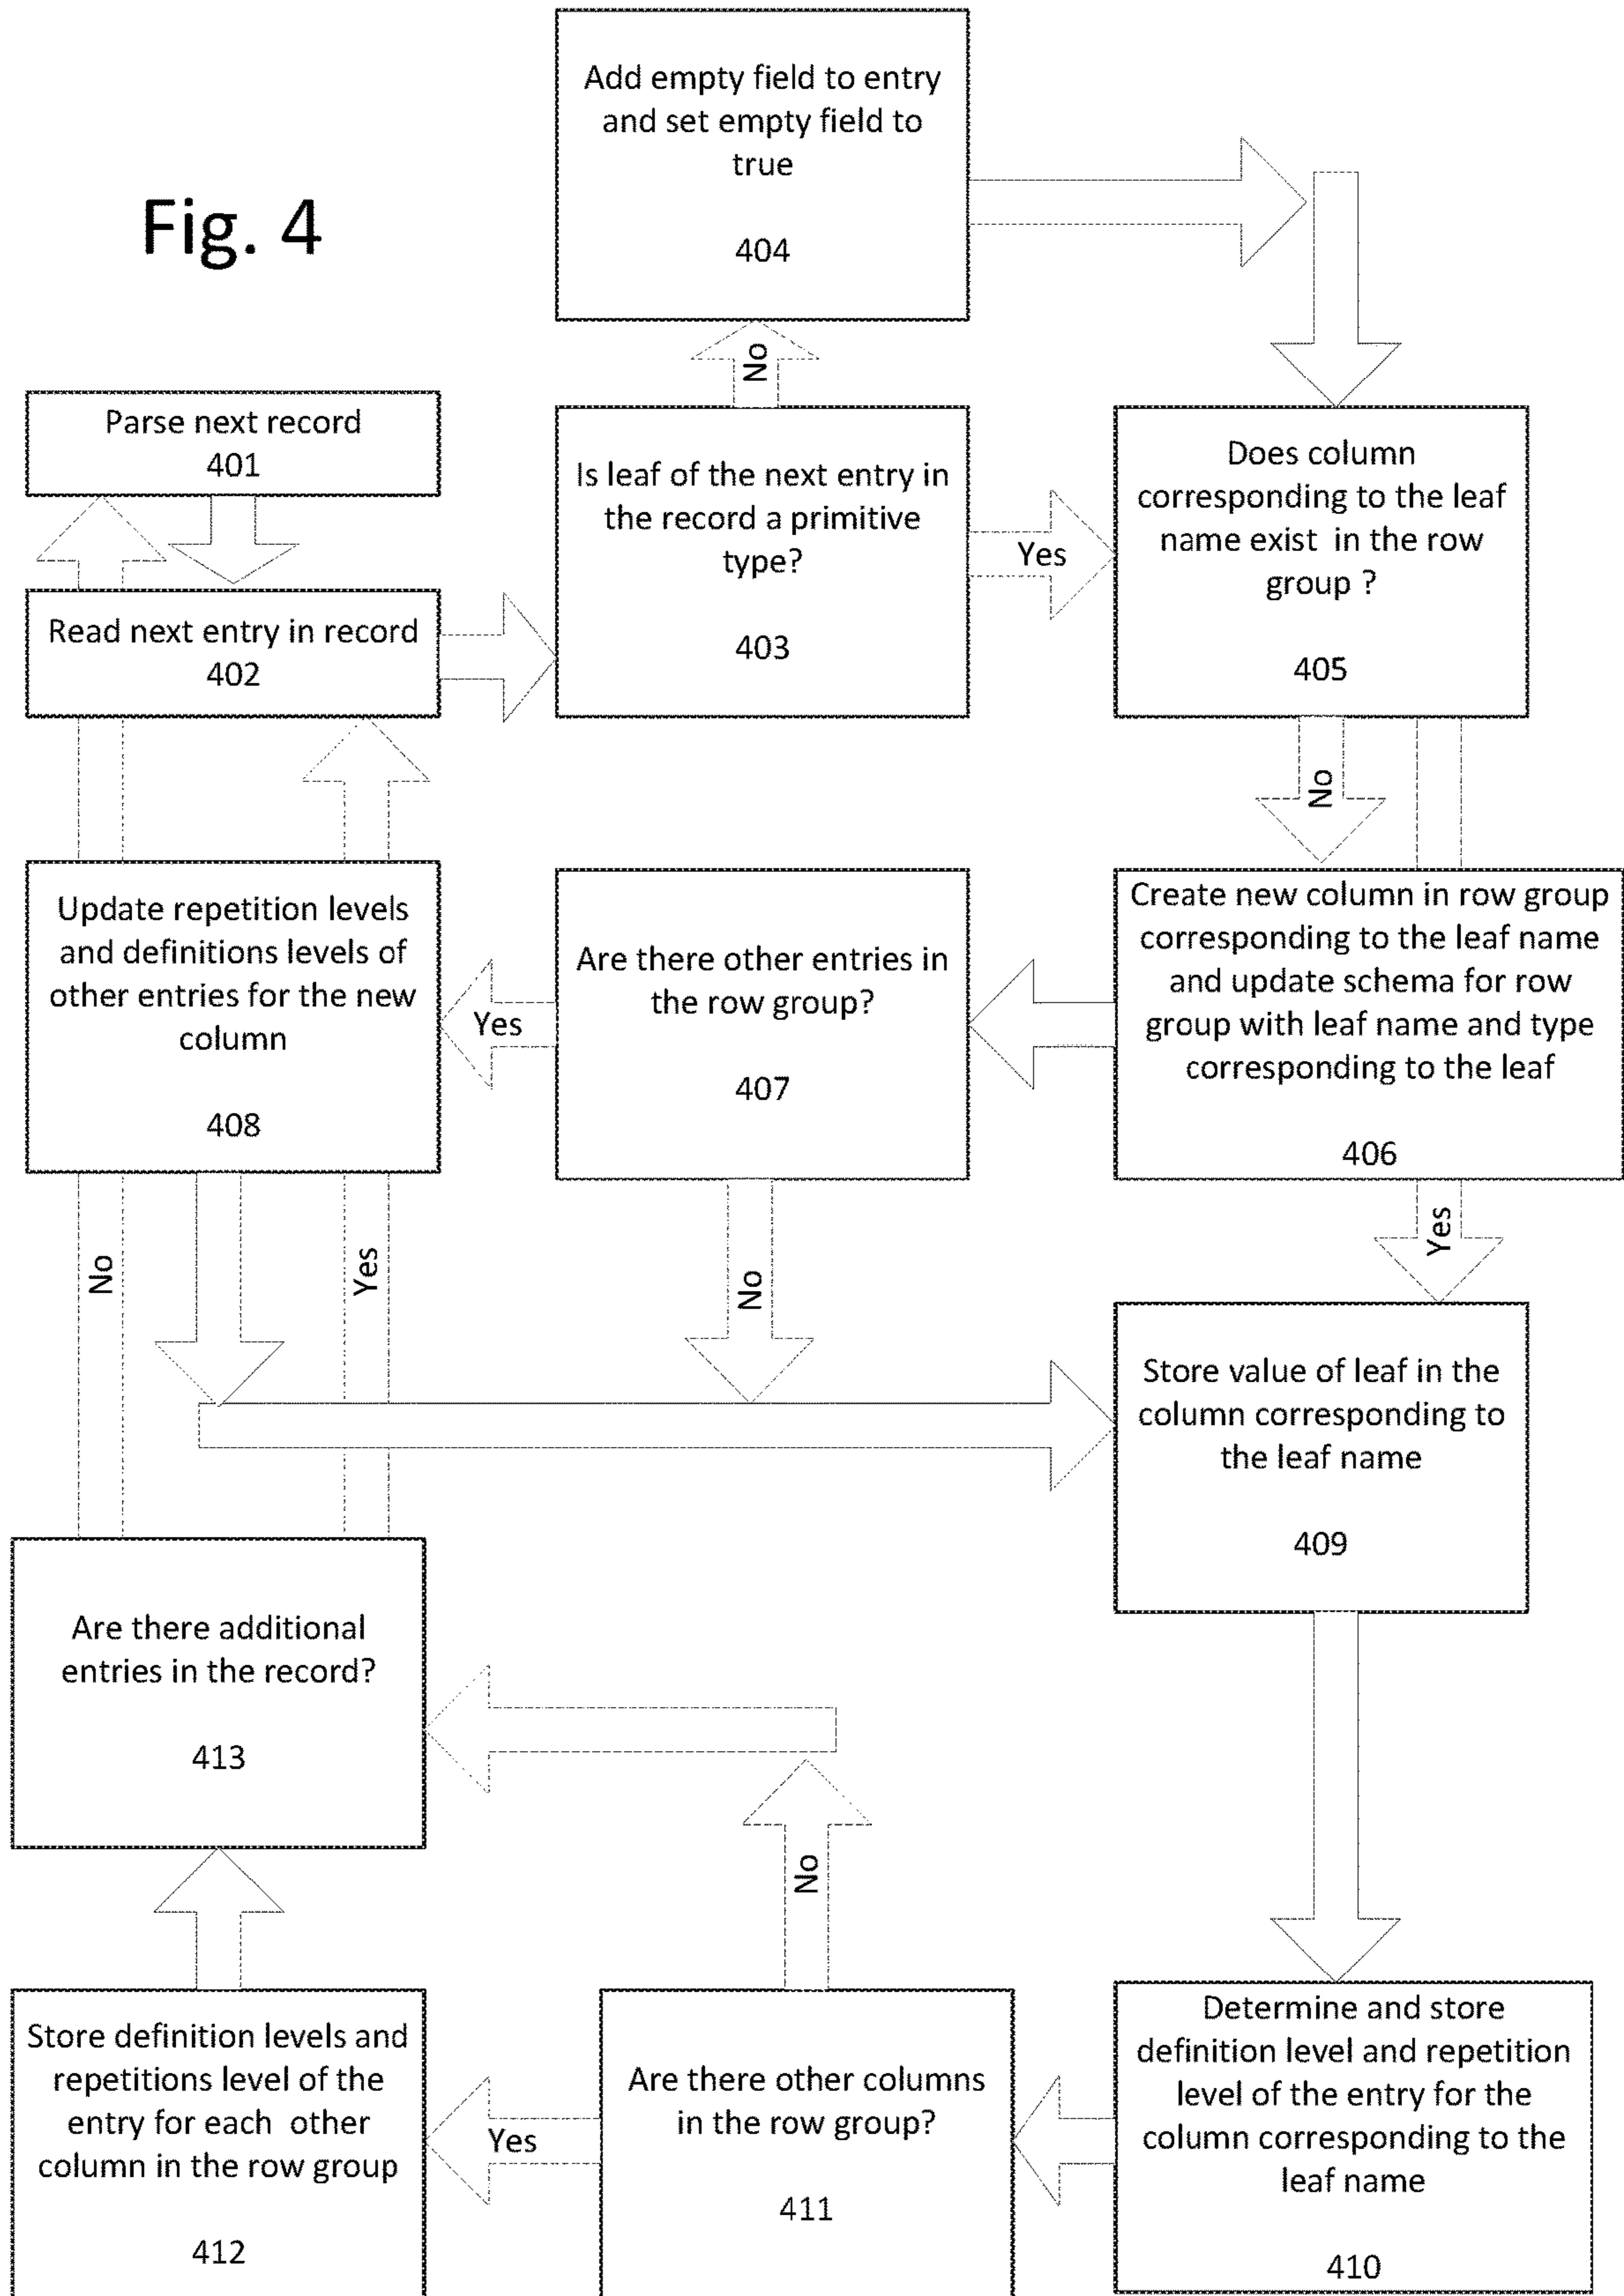 Fig. 4
Add empty field to entry
and set empty field to
true
404
No
Parse next record
401
Read next entry in record
402
Is leaf of the next entry in
the record a primitive
type?
403
Yes
Does column
corresponding to the leaf
name exist in the row
group ?
405
No
Update repetition levels
and definitions levels of
other entries for the new
column
408
Yes
Are there other entries in
the row group?
407
Create new column in row group
corresponding to the leaf name
and update schema for row
group with leaf name and type
corresponding to the leaf
406
No
Yes
No
Yes
Store value of leaf in the
column corresponding to
the leaf name
409
Are there additional
entries in the record?
413
No
Store definition levels and
repetitions level of the
entry for each other
column in the row group
412
Yes
Are there other columns
in the row group?
411
Determine and store
definition level and repetition
level of the entry for the
column corresponding to the
leaf name
410